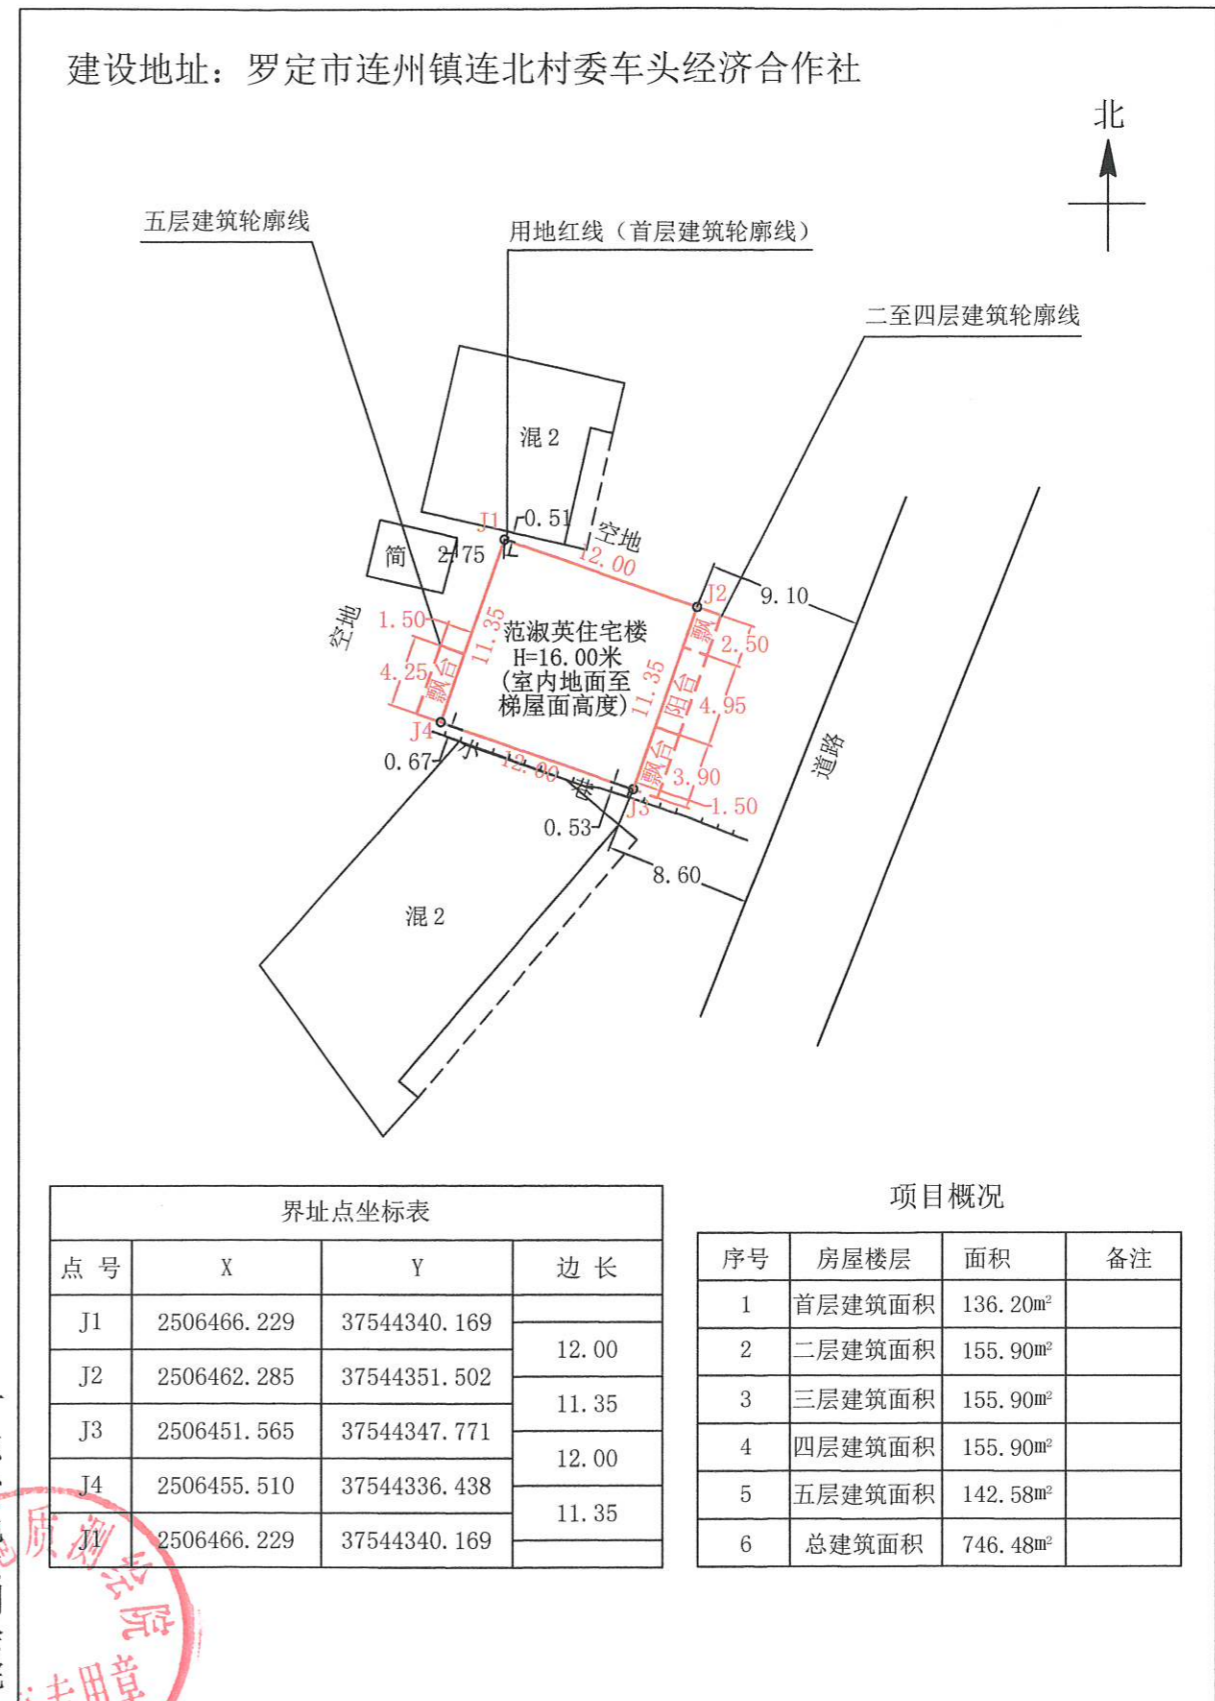 建设地址：罗定市连州镇连北村委车头经济合作社
北
五层建筑轮廓线
用地红线（首层建筑轮廓线）
二至四层建筑轮廓线
混2
J1
0.51
空地
12.00
简
2.75
J2
9.10
空地
1.50
11.35
范淑英住宅楼
H=16.00米
(室内地面至
梯屋面高度)
飘
2.50
4.25
飘台
11.35
阳台
4.95
J4
0.67
小
12.00
巷
飘台
3.90
道路
J3
1.50
0.53
8.60
混2
界址点坐标表
点 号 X Y 边 长
J1 2506466.229 37544340.169
12.00
J2 2506462.285 37544351.502
11.35
J3 2506451.565 37544347.771
12.00
J4 2506455.510 37544336.438
11.35
J1 2506466.229 37544340.169
项目概况
序号 房屋楼层 面积 备注
1 首层建筑面积 136.20m²
2 二层建筑面积 155.90m²
3 三层建筑面积 155.90m²
4 四层建筑面积 155.90m²
5 五层建筑面积 142.58m²
6 总建筑面积 746.48m²
质测绘院
专用章